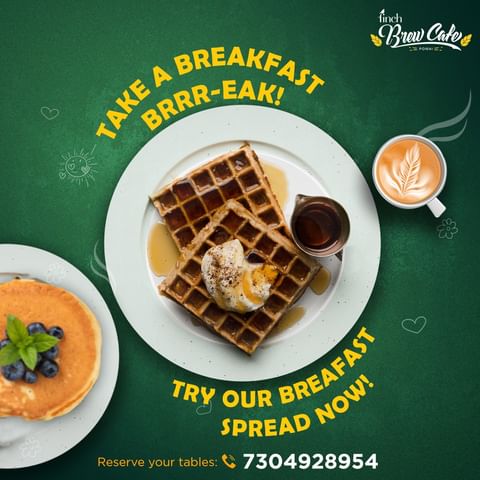 finch
Brew Cafe
POWAI
TAKE A BREAKFAST
BRRR-EAK!
TRY OUR BREAFAST
SPREAD NOW!
Reserve your tables: 7304928954